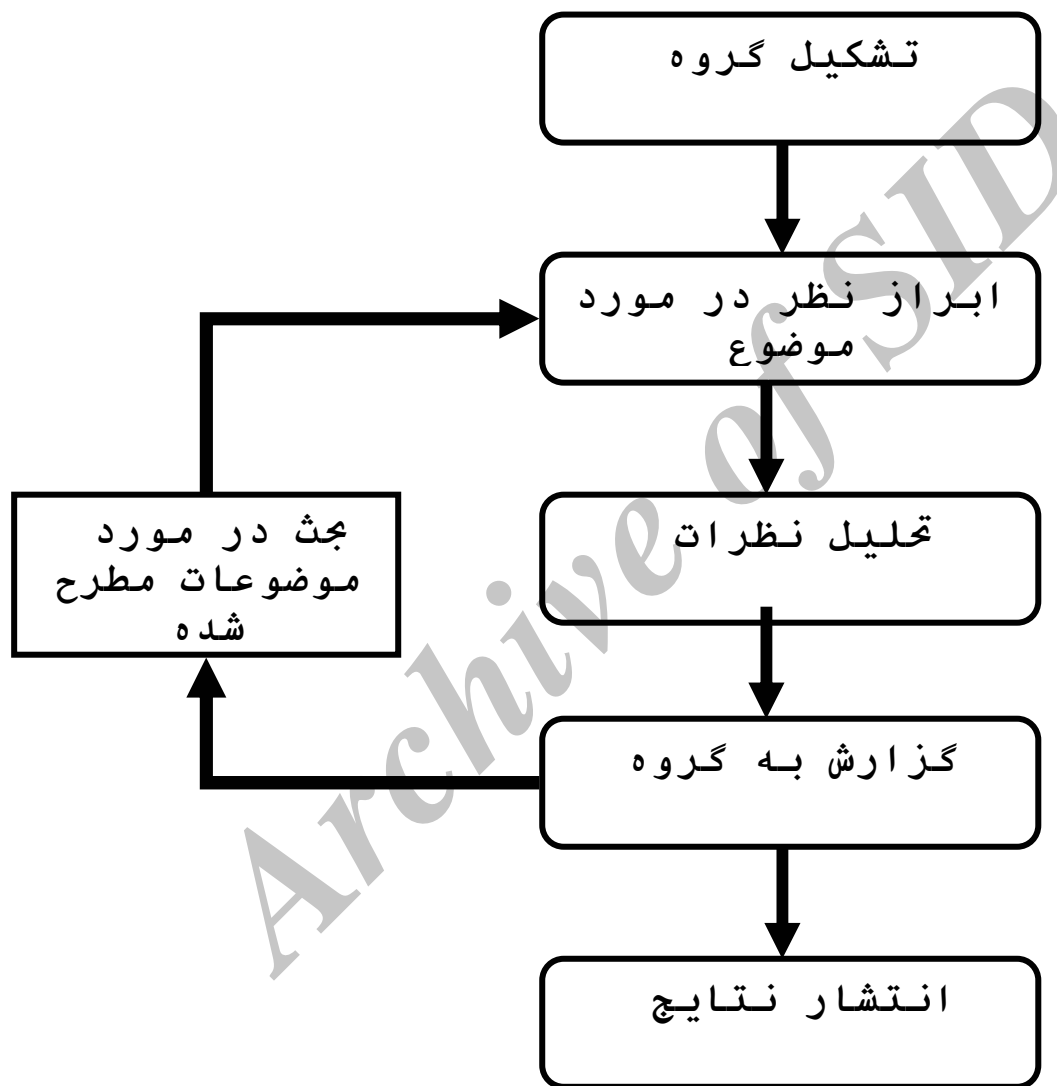 تشکیل گروه
ابراز نظر در مورد
موضوع
تحلیل نظرات
بحث در مورد
موضوعات مطرح
شده
گزارش به گروه
انتشار نتایج
Archive of SID